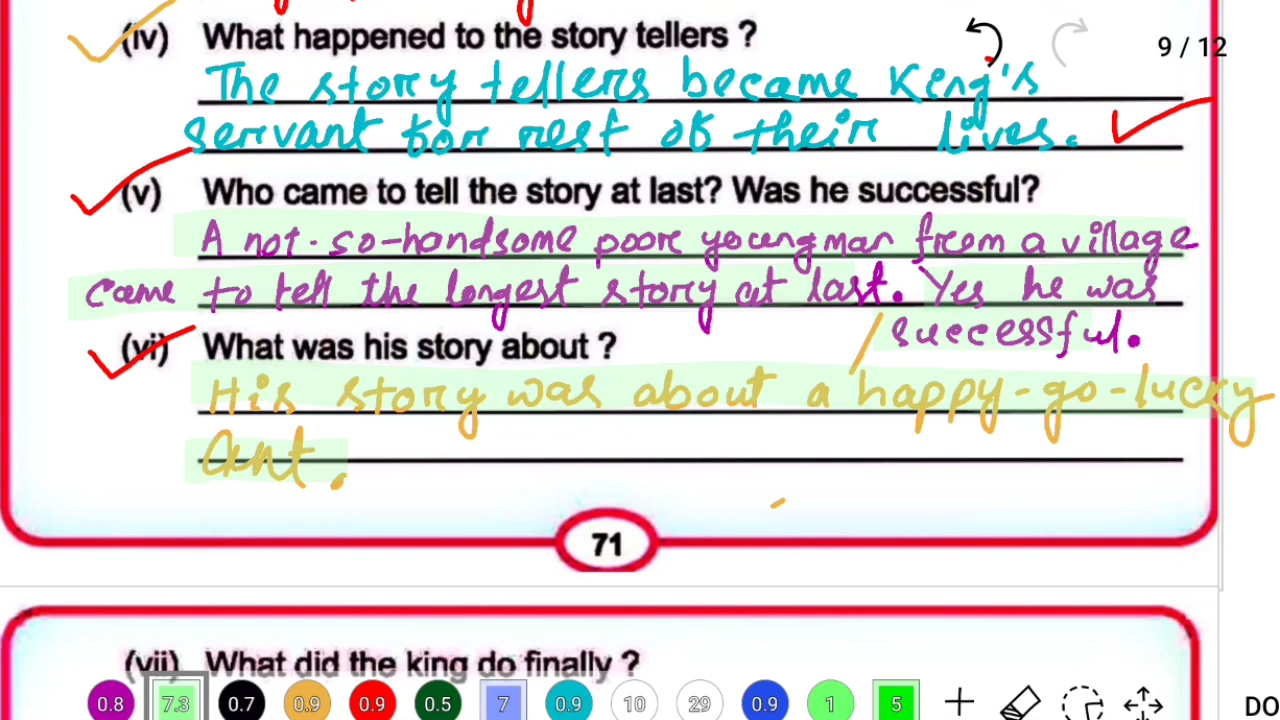 (iv) What happened to the story tellers ?
9 / 12
The story tellers became King's
servant for rest of their lives.
(v) Who came to tell the story at last? Was he successful?
A not-so-handsome poor young man from a village
came to tell the longest story at last. Yes he was
successful.
(vi) What was his story about ?
His story was about a happy-go-lucky
ant.
71
(vii) What did the king do finally ?
0.8 7.3 0.7 0.9 0.9 0.5 7 0.9 10 29 0.9 1 5 DO